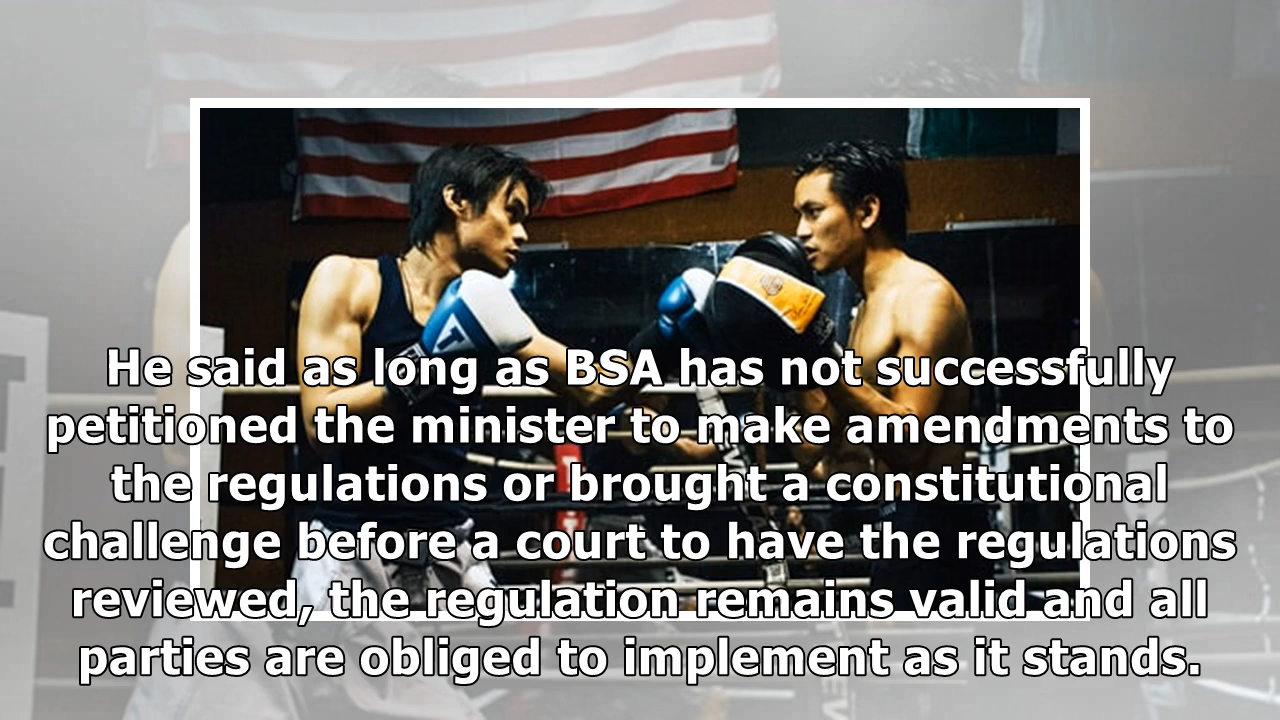 He said as long as BSA has not successfully
petitioned the minister to make amendments to
the regulations or brought a constitutional
challenge before a court to have the regulations
reviewed, the regulation remains valid and all
parties are obliged to implement as it stands.